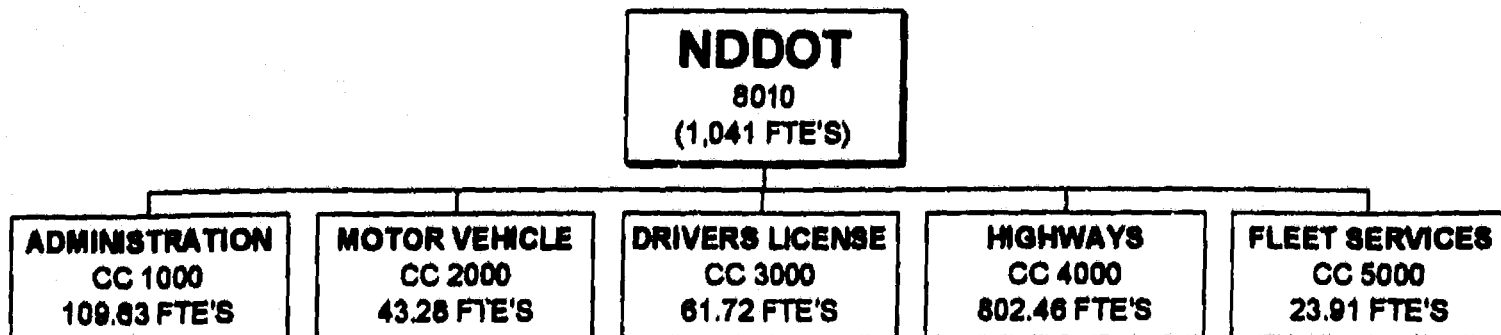 NDDOT
8010
(1,041 FTE'S)
ADMINISTRATION
CC 1000
109.63 FTE'S
MOTOR VEHICLE
CC 2000
43.28 FTE'S
DRIVERS LICENSE
CC 3000
61.72 FTE'S
HIGHWAYS
CC 4000
802.46 FTE'S
FLEET SERVICES
CC 5000
23.91 FTE'S